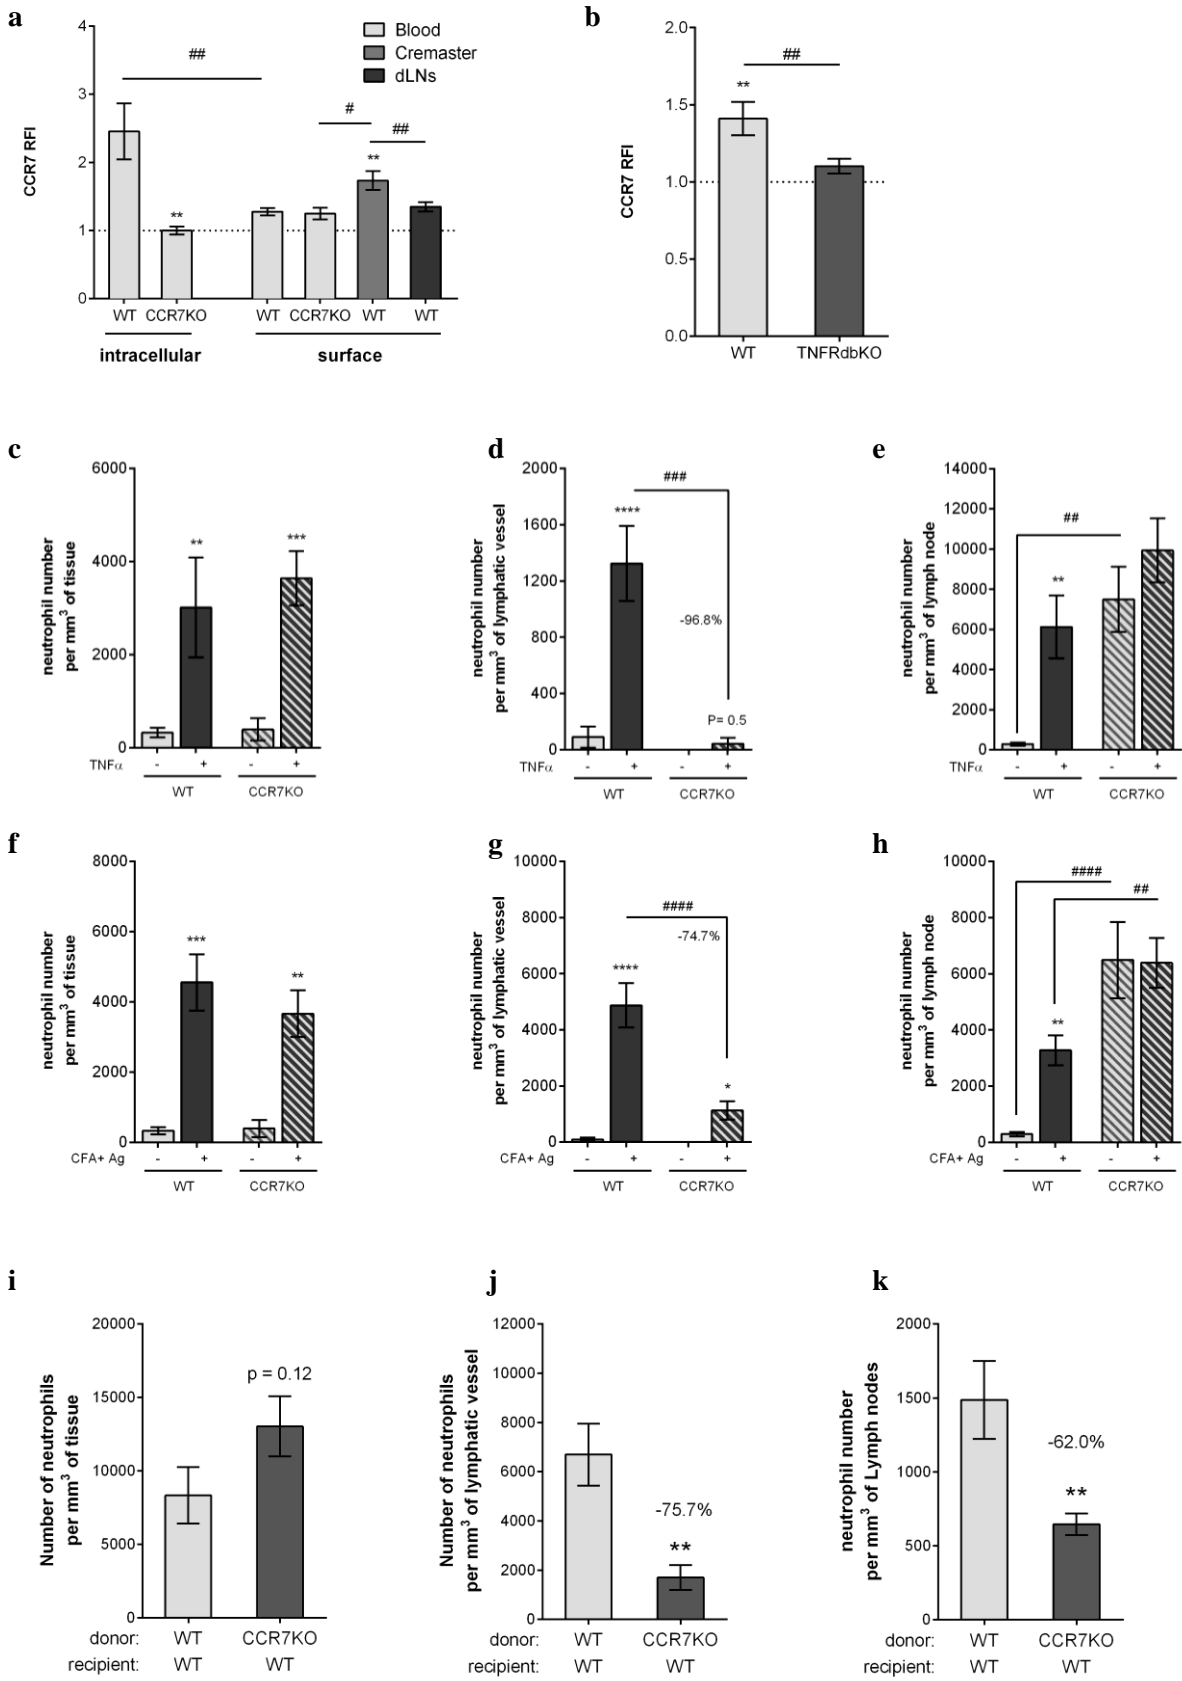 a
CCR7 RFI
4
3
2
1
0
Blood
Cremaster
dLNs
##
#
##
**
**
WT
CCR7KO
WT
CCR7KO
WT
WT
intracellular
surface
b
CCR7 RFI
2.0
1.5
1.0
0.5
0.0
##
**
WT
TNFRdbKO
c
neutrophil number
per mm³ of tissue
6000
4000
2000
0
**
***
TNFα
-
+
-
+
WT
CCR7KO
d
neutrophil number
per mm³ of lymphatic vessel
2000
1600
1200
800
400
0
###
****
-96.8%
P= 0.5
TNFα
-
+
-
+
WT
CCR7KO
e
neutrophil number
per mm³ of lymph node
14000
12000
10000
8000
6000
4000
2000
0
##
**
TNFα
-
+
-
+
WT
CCR7KO
f
neutrophil number
per mm³ of tissue
8000
6000
4000
2000
0
***
**
CFA+ Ag
-
+
-
+
WT
CCR7KO
g
neutrophil number
per mm³ of lymphatic vessel
10000
8000
6000
4000
2000
0
####
-74.7%
****
*
CFA+ Ag
-
+
-
+
WT
CCR7KO
h
neutrophil number
per mm³ of lymph node
10000
8000
6000
4000
2000
0
####
##
**
CFA+ Ag
-
+
-
+
WT
CCR7KO
i
Number of neutrophils
per mm³ of tissue
20000
15000
10000
5000
0
p = 0.12
donor: WT CCR7KO
recipient: WT WT
j
Number of neutrophils
per mm³ of lymphatic vessel
12000
10000
8000
6000
4000
2000
0
-75.7%
**
donor: WT CCR7KO
recipient: WT WT
k
neutrophil number
per mm³ of Lymph nodes
2000
1500
1000
500
0
-62.0%
**
donor: WT CCR7KO
recipient: WT WT